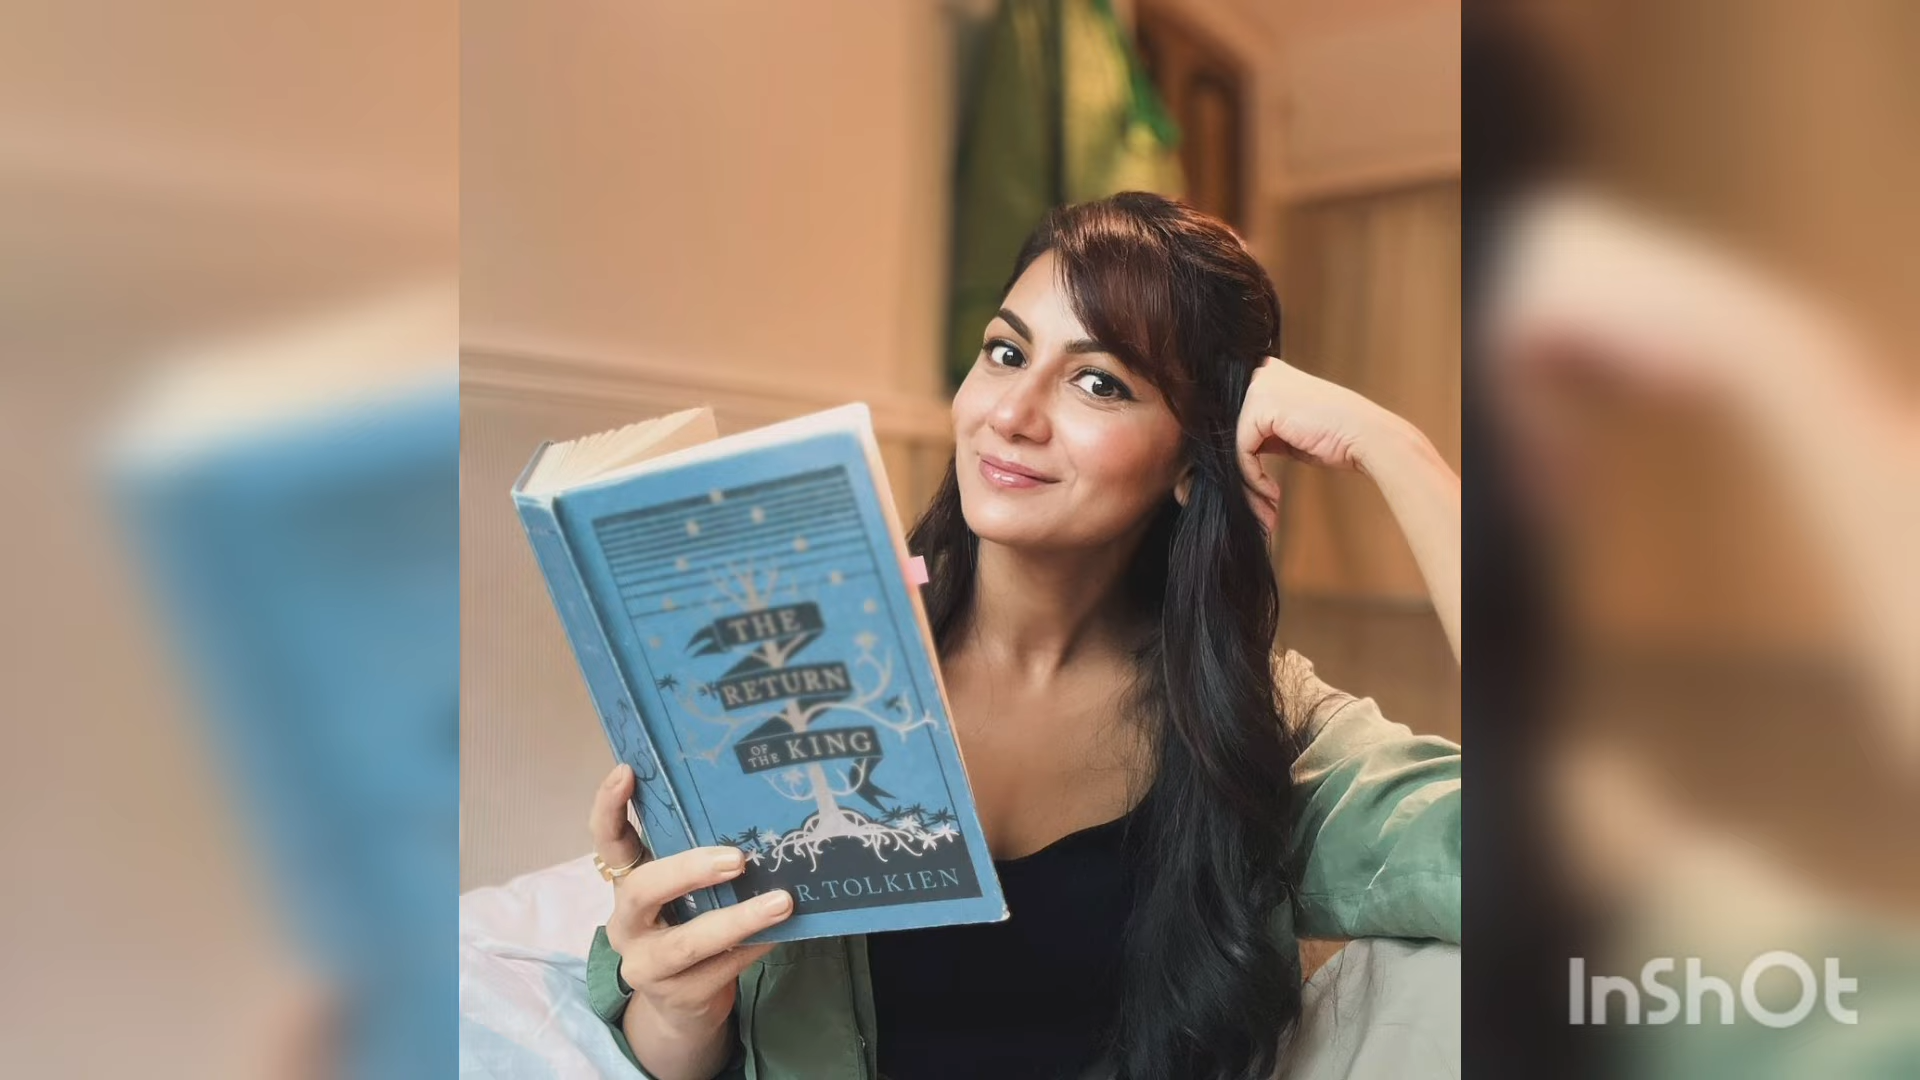 THE
RETURN
OF THE KING
R. TOLKIEN
InShOt